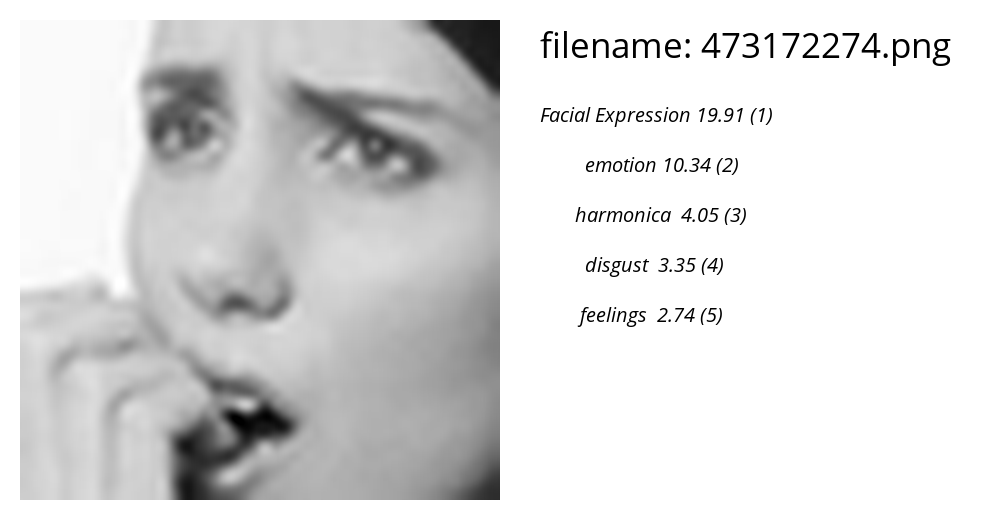 filename: 473172274.png
Facial Expression 19.91 (1)
emotion 10.34 (2)
harmonica 4.05 (3)
disgust 3.35 (4)
feelings 2.74 (5)